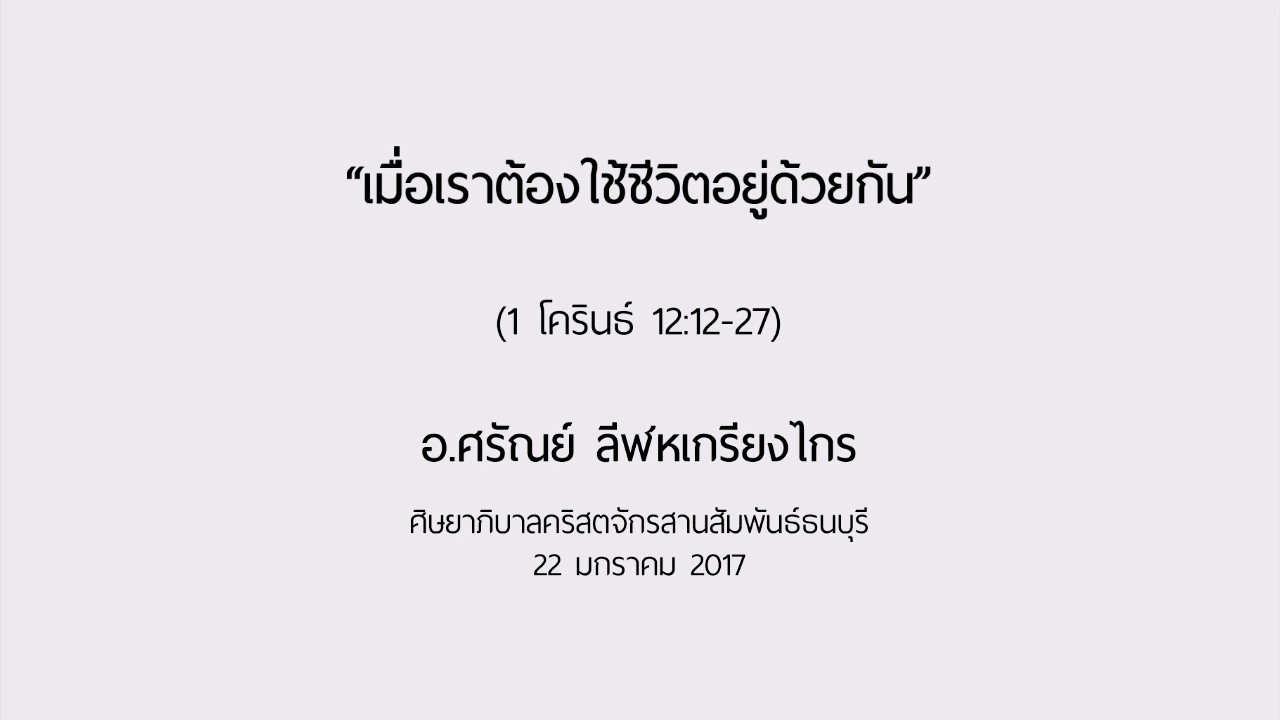 “เมื่อเราต้องใช้ชีวิตอยู่ด้วยกัน”
(1 โครินธ์ 12:12-27)
อ.ศรัณย์ ลีฬหเกรียงไกร
ศิษยาภิบาลคริสตจักรสานสัมพันธ์ธนบุรี
22 มกราคม 2017